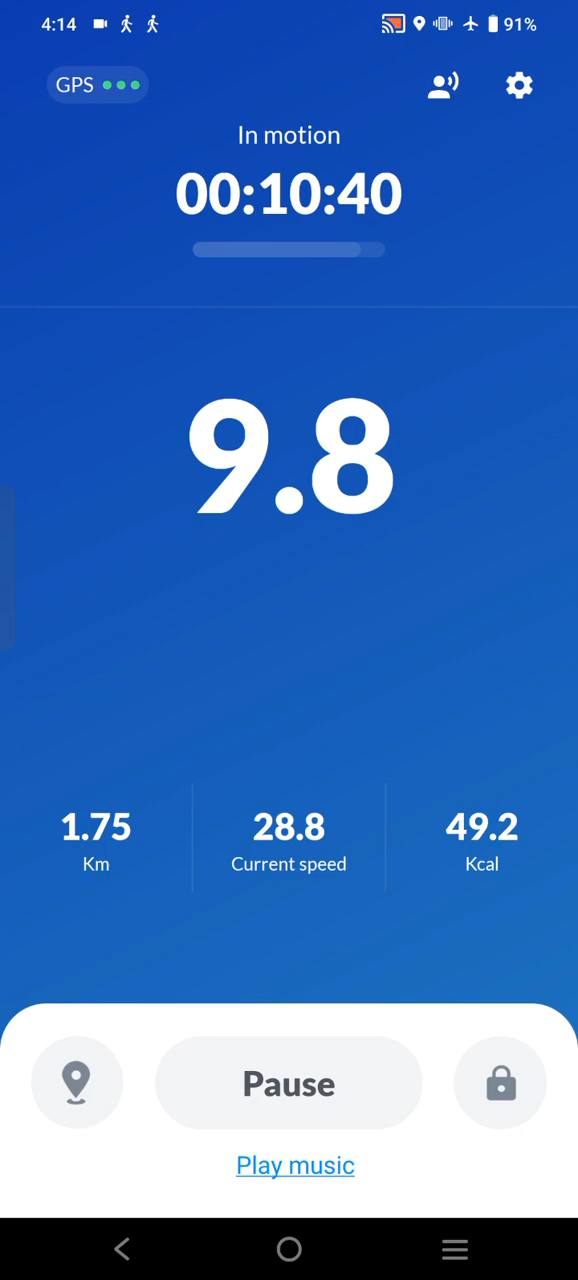 4:14 91%
GPS
In motion
00:10:40
9.8
1.75 28.8 49.2
Km Current speed Kcal
Pause
Play music